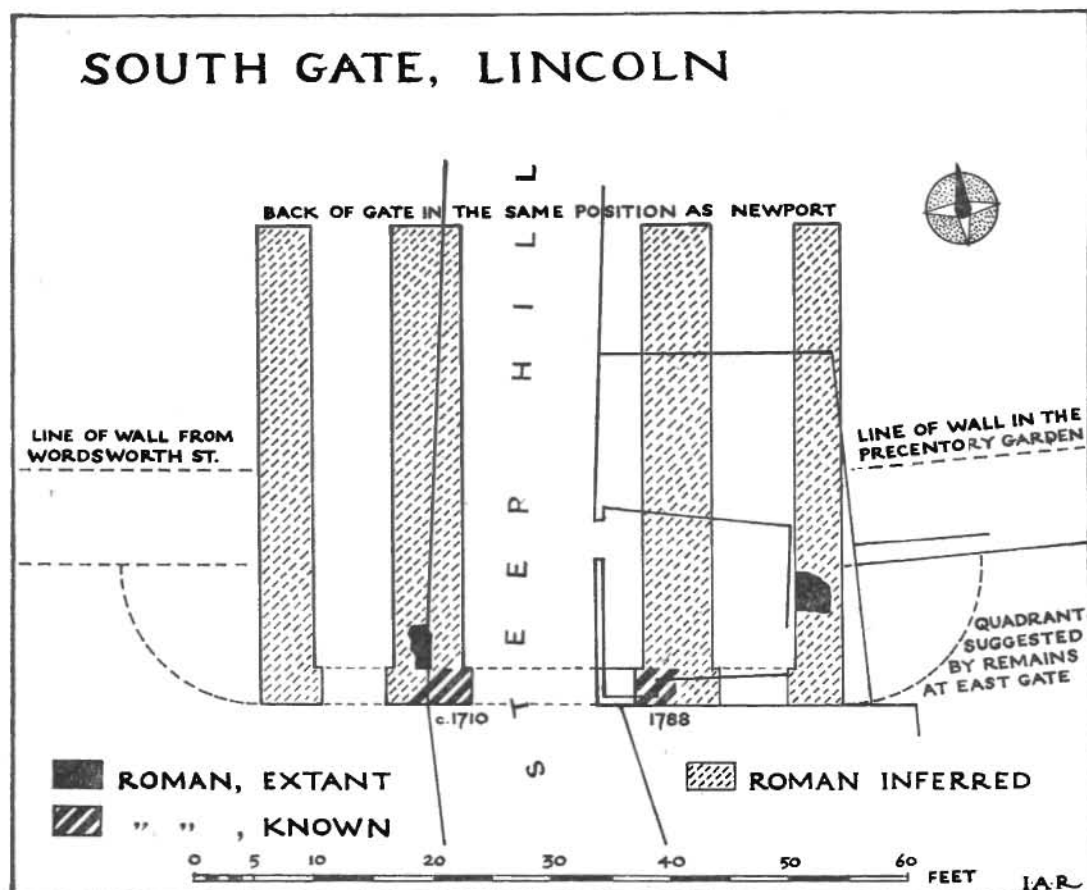 SOUTH GATE, LINCOLN
BACK OF GATE IN THE SAME POSITION AS NEWPORT
STEEP HILL
LINE OF WALL FROM
WORDSWORTH ST.
LINE OF WALL IN THE
PRECENTORY GARDEN
QUADRANT
SUGGESTED
BY REMAINS
AT EAST GATE
c.1710
1788
ROMAN, EXTANT
ROMAN INFERRED
" " , KNOWN
0 5 10 20 30 40 50 60
FEET
I.A.R.